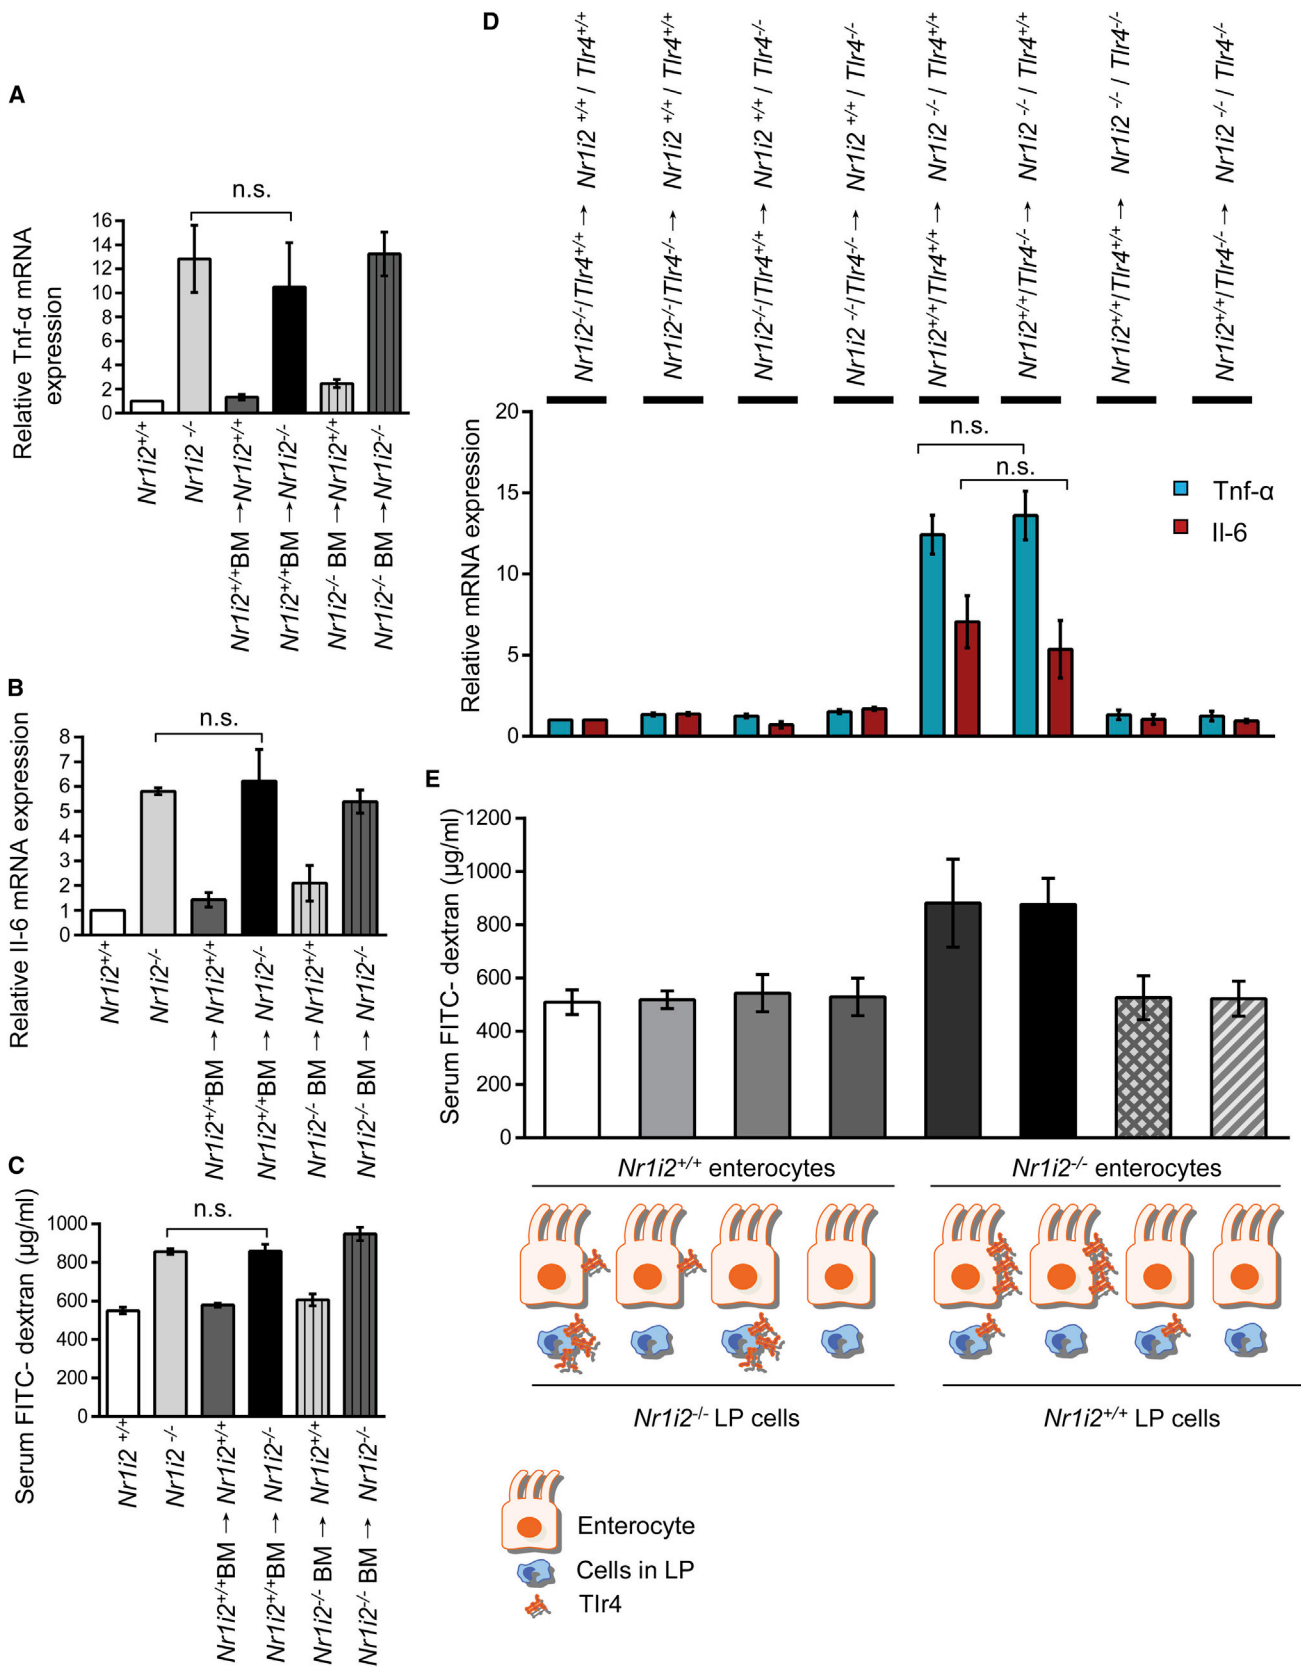 A
n.s.
Relative Tnf-α mRNA
expression
16
14
12
10
8
6
4
2
0
Nr1i2+/+
Nr1i2 -/-
Nr1i2+/+BM → Nr1i2+/+
Nr1i2+/+BM → Nr1i2-/-
Nr1i2-/- BM → Nr1i2+/+
Nr1i2-/- BM → Nr1i2-/-
B
n.s.
Relative Il-6 mRNA expression
8
7
6
5
4
3
2
1
0
Nr1i2+/+
Nr1i2-/-
Nr1i2+/+BM → Nr1i2+/+
Nr1i2+/+BM → Nr1i2-/-
Nr1i2-/- BM → Nr1i2+/+
Nr1i2-/- BM → Nr1i2-/-
C
n.s.
Serum FITC- dextran (µg/ml)
1000
800
600
400
200
0
Nr1i2 +/+
Nr1i2 -/-
Nr1i2+/+BM → Nr1i2+/+
Nr1i2+/+BM → Nr1i2-/-
Nr1i2-/- BM → Nr1i2+/+
Nr1i2-/- BM → Nr1i2-/-
D
Nr1i2-/-/Tlr4+/+ → Nr1i2 +/+ / Tlr4+/+
Nr1i2-/-/Tlr4-/- → Nr1i2 +/+ / Tlr4+/+
Nr1i2-/-/Tlr4+/+ → Nr1i2 +/+ / Tlr4-/-
Nr1i2 -/-/Tlr4-/- → Nr1i2 +/+ / Tlr4-/-
Nr1i2+/+/Tlr4+/+ → Nr1i2 -/- / Tlr4+/+
Nr1i2+/+/Tlr4-/- → Nr1i2 -/- / Tlr4+/+
Nr1i2+/+/Tlr4+/+ → Nr1i2 -/- / Tlr4-/-
Nr1i2+/+/Tlr4-/- → Nr1i2 -/- / Tlr4-/-
Relative mRNA expression
20
15
10
5
0
n.s.
n.s.
Tnf-α
Il-6
E
Serum FITC- dextran (µg/ml)
1200
1000
800
600
400
200
0
Nr1i2+/+ enterocytes
Nr1i2-/- enterocytes
Nr1i2-/- LP cells
Nr1i2+/+ LP cells
Enterocyte
Cells in LP
Tlr4